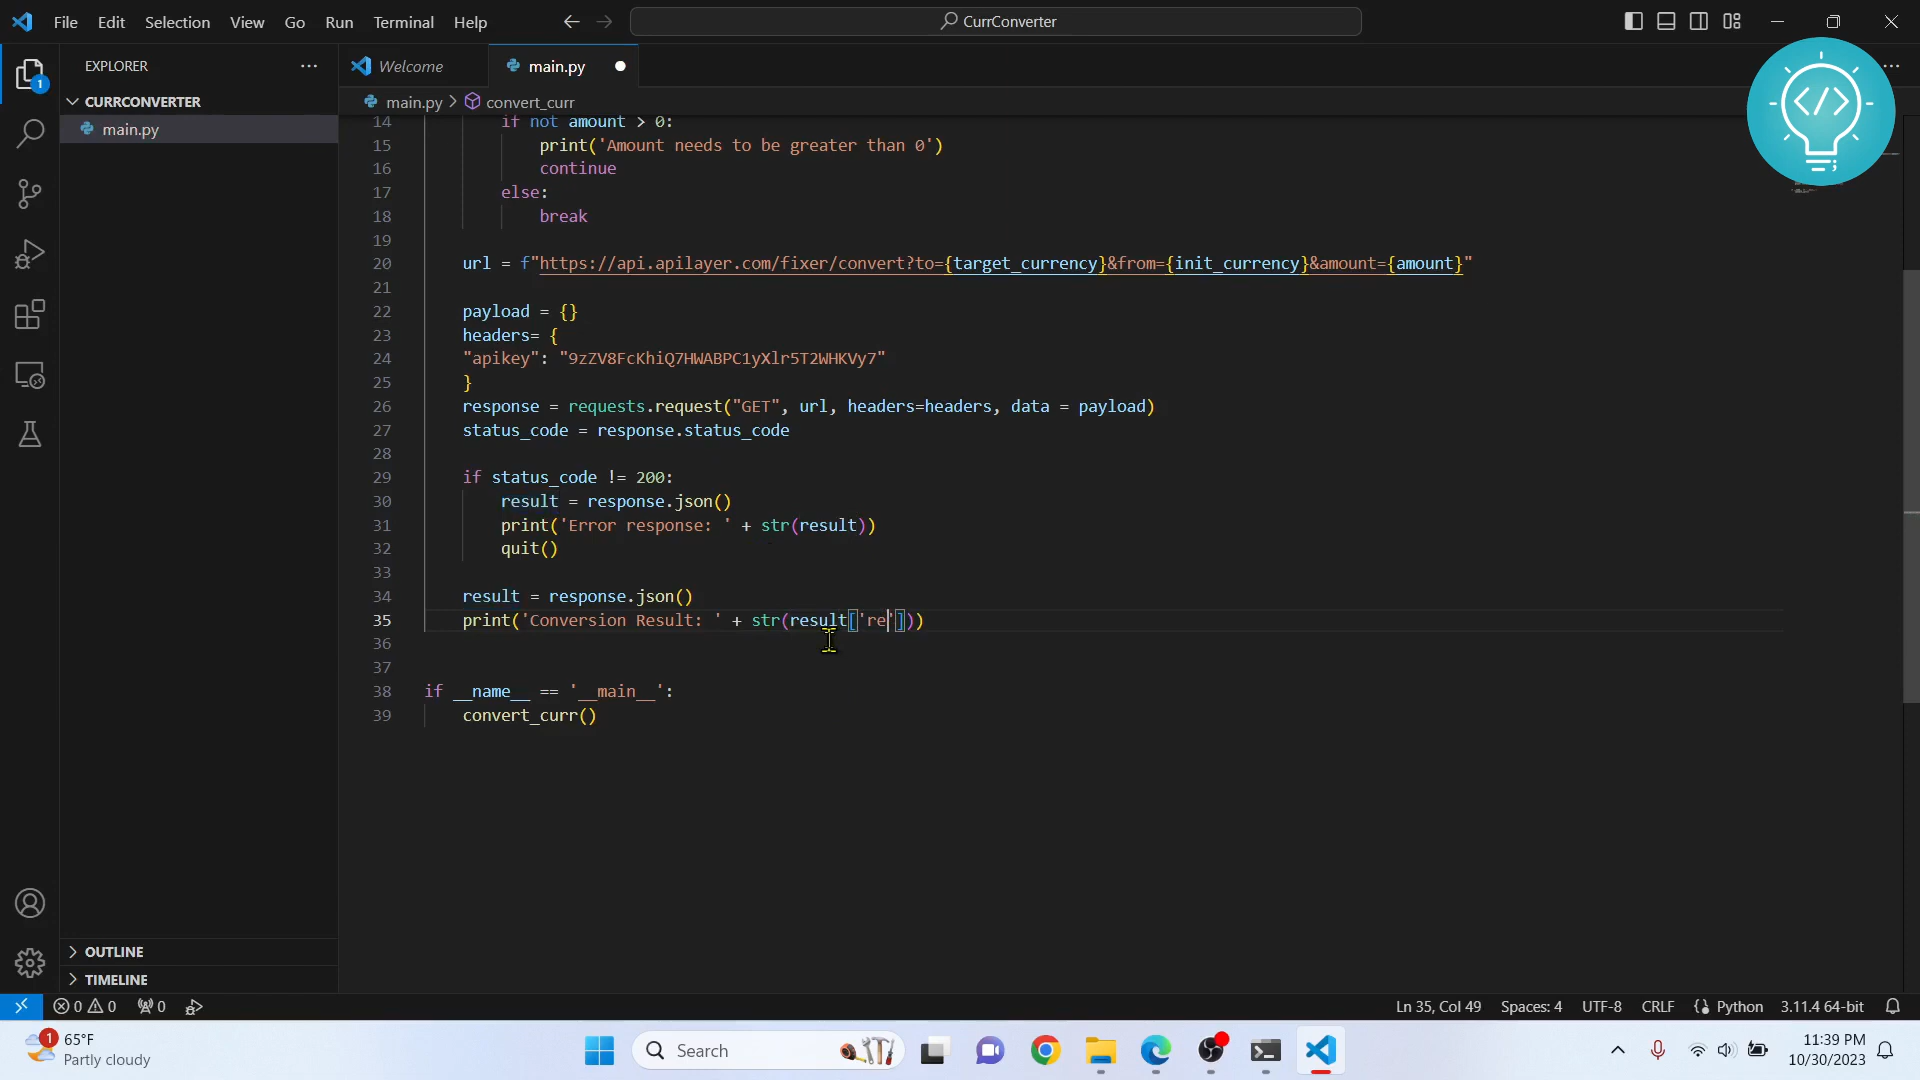 File Edit Selection View Go Run Terminal Help
CurrConverter
EXPLORER
Welcome
main.py
CURRCONVERTER
main.py
main.py > convert_curr
1
14 if not amount > 0:
15 print('Amount needs to be greater than 0')
16 continue
17 else:
18 break
19
20 url = f"https://api.apilayer.com/fixer/convert?to={target_currency}&from={init_currency}&amount={amount}"
21
22 payload = {}
23 headers= {
24 "apikey": "9zZV8FcKhiQ7HWABPC1yXlr5T2WHKVy7"
25 }
26 response = requests.request("GET", url, headers=headers, data = payload)
27 status_code = response.status_code
28
29 if status_code != 200:
30 result = response.json()
31 print('Error response: ' + str(result))
32 quit()
33
34 result = response.json()
35 print('Conversion Result: ' + str(result['re']))
36
37
38 if __name__ == '__main__':
39 convert_curr()
OUTLINE
TIMELINE
0 0 0
Ln 35, Col 49 Spaces: 4 UTF-8 CRLF {} Python 3.11.4 64-bit
1
65°F
Partly cloudy
Search
11:39 PM
10/30/2023